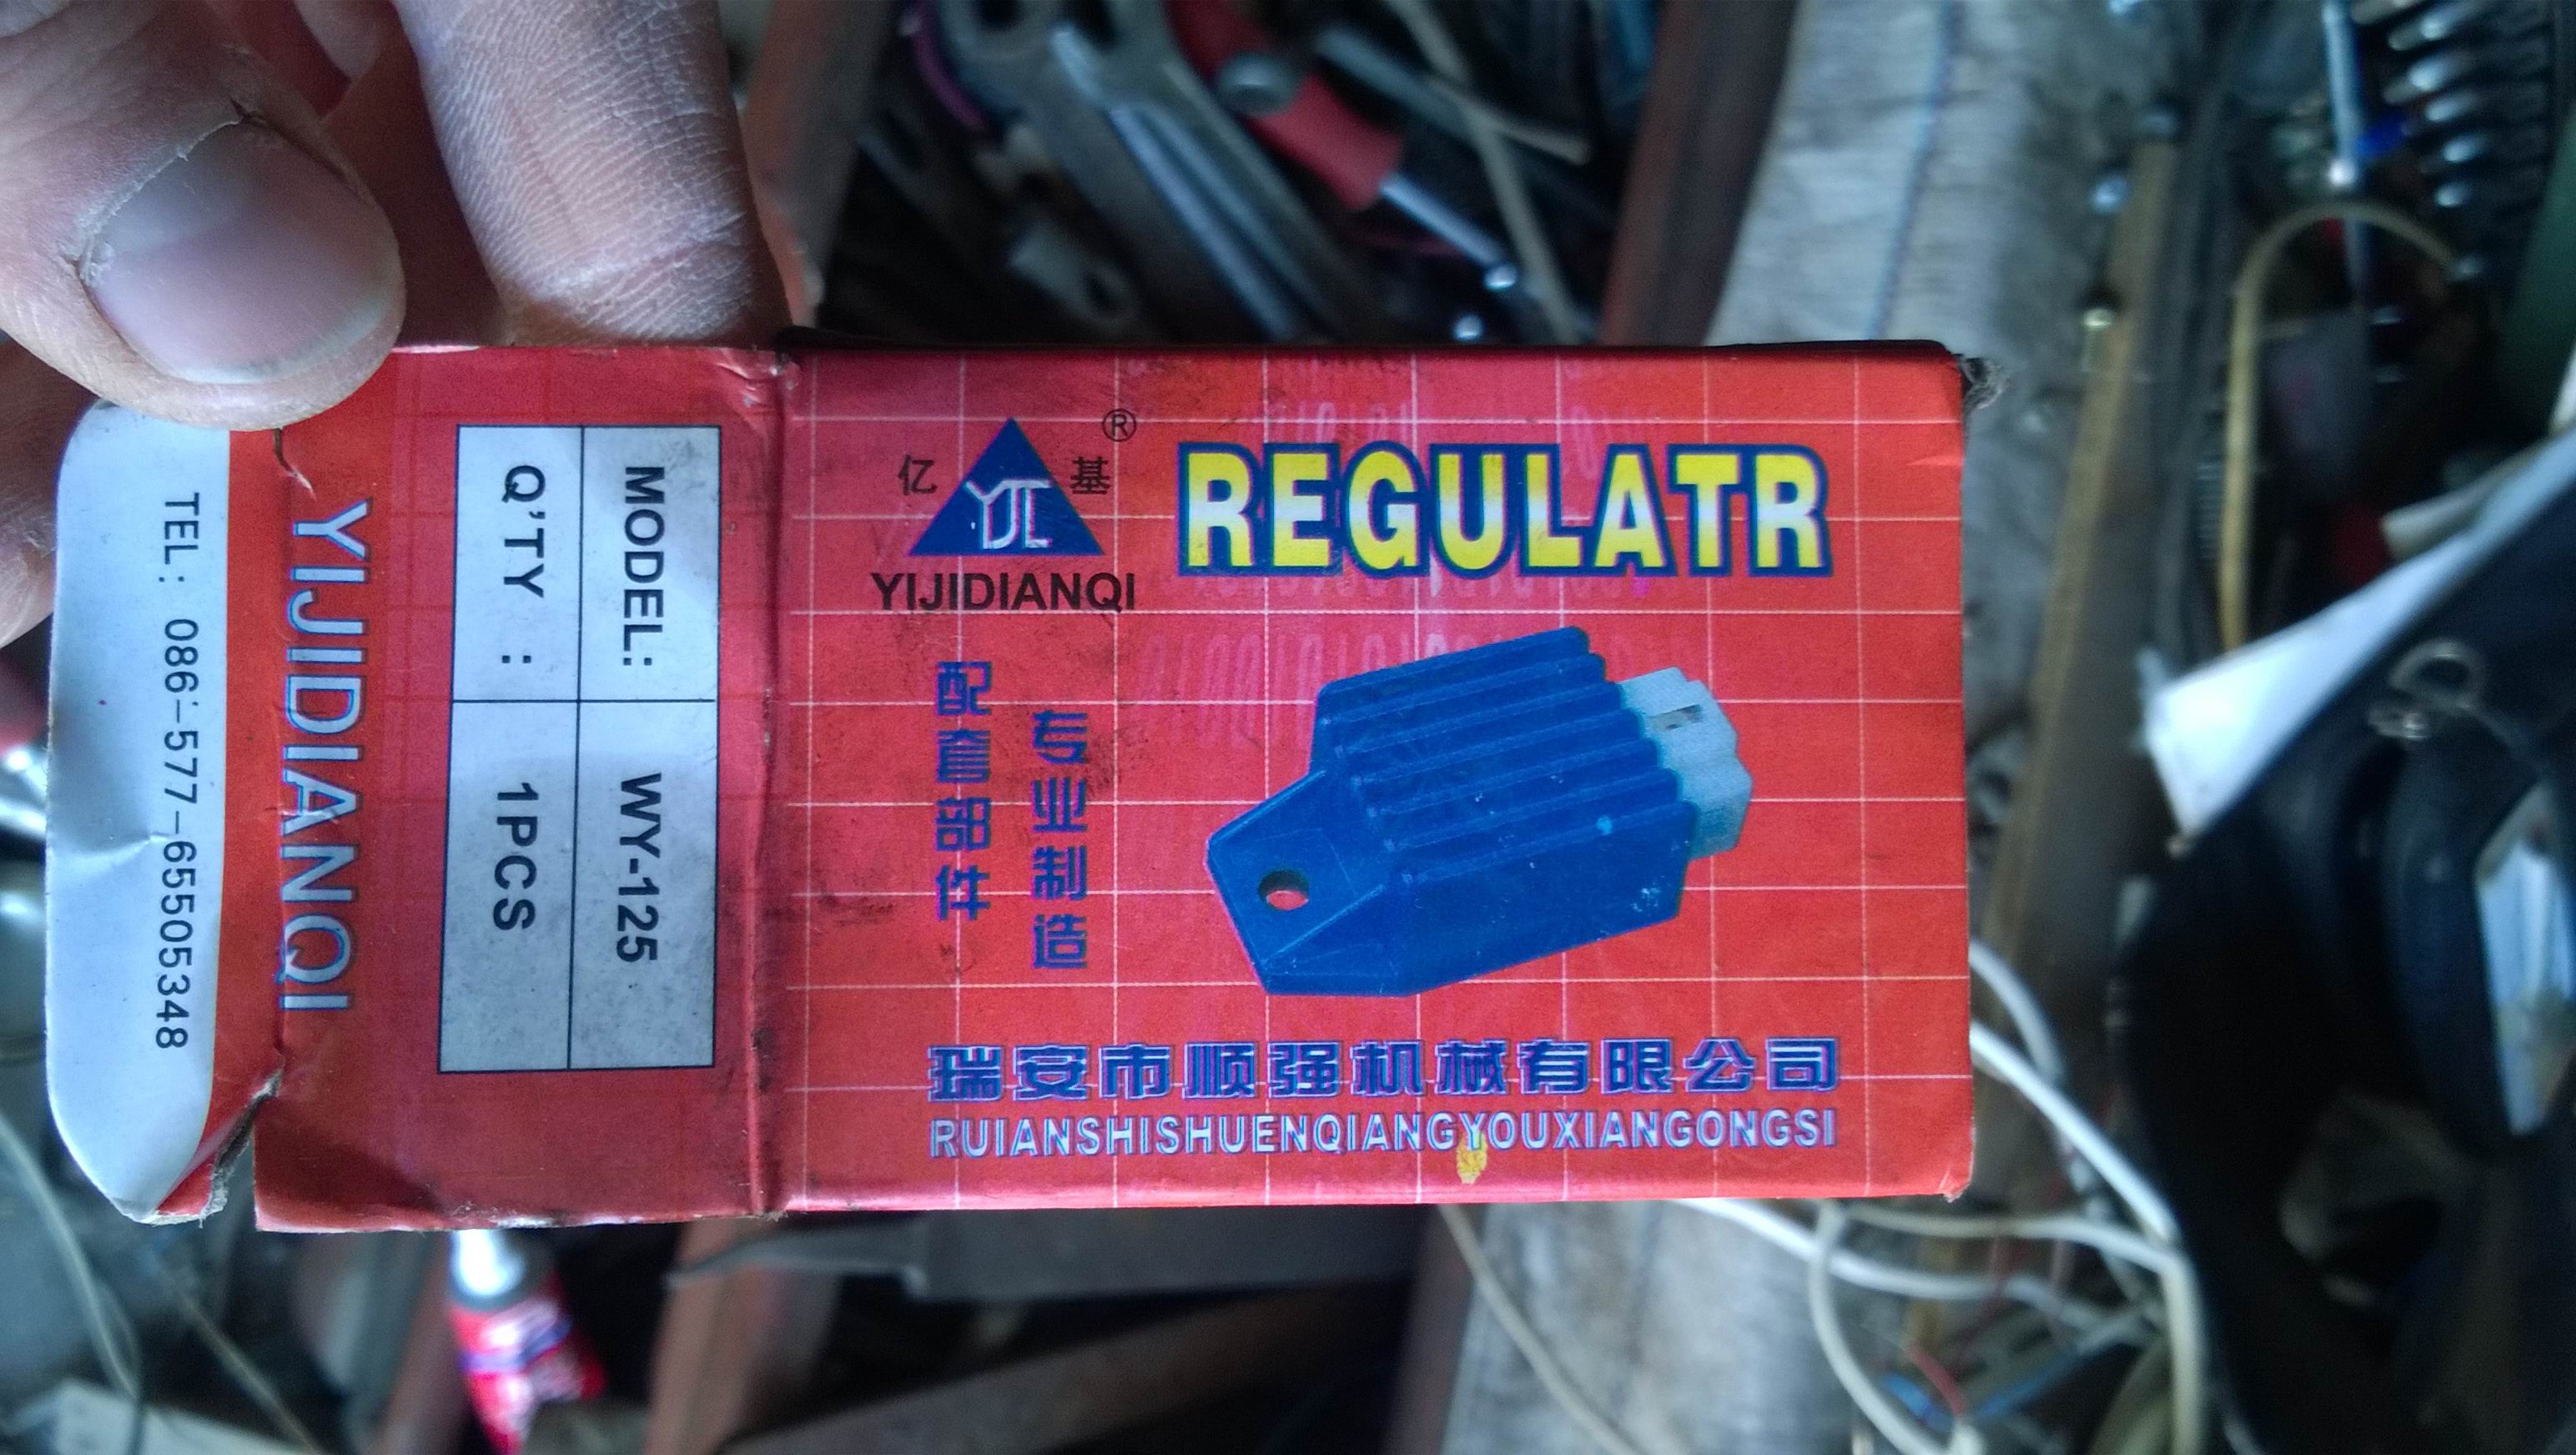 亿 基 ®
YJC
YIJIDIANQI
REGULATR
专业制造
配套部件
瑞安市顺强机械有限公司
RUIANSHISHUENQIANGYOUXIANGONGSI
MODEL: WY-125
Q'TY : 1PCS
YIJIDIANQI
TEL: 086-577-65505348